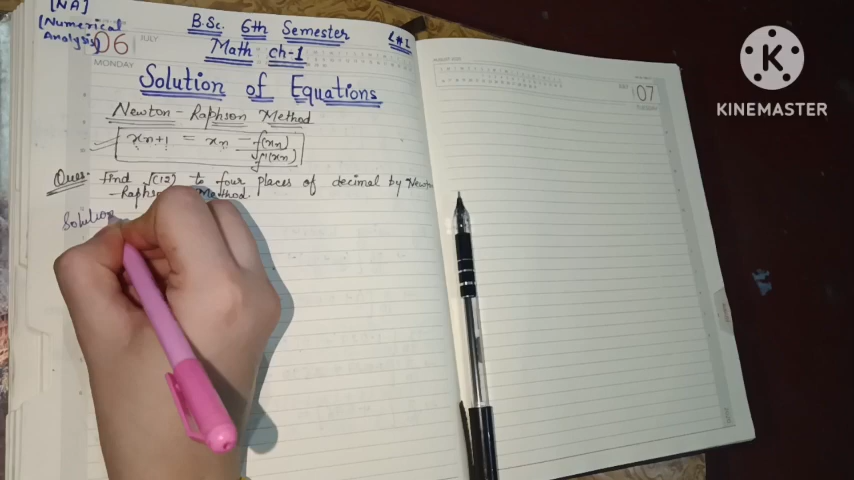 [NA]
[Numerical
Analysis]
06 JULY
MONDAY
B.Sc. 6th Semester
Math ch-1
L#2
Solution of Equations
Newton-Raphson Method
xn+1 = xn - f(xn)
f'(xn)
Ques: Find √(12) to four places of decimal by Newton
-Raphson Method.
Solution
07
TUESDAY
KINEMASTER